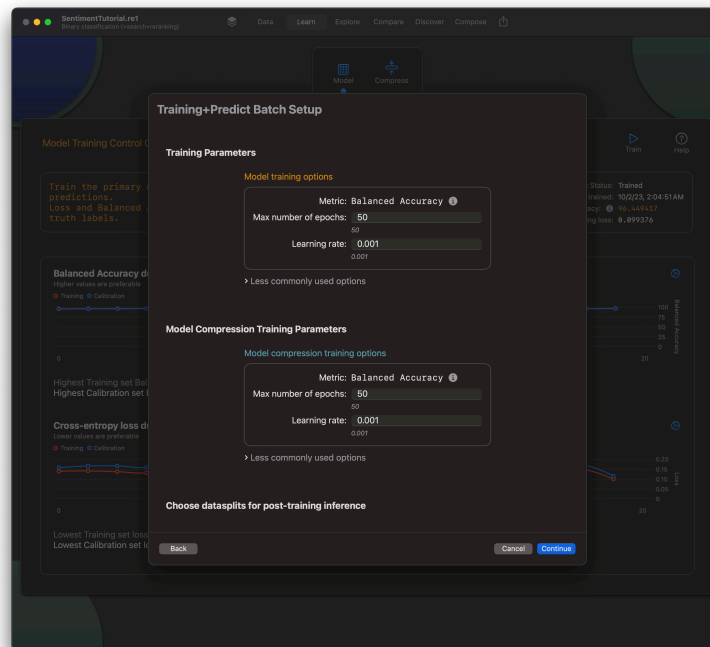 SentimentTutorial.re1
Binary classification (+search+reranking)
Data
Learn
Explore
Compare
Discover
Compose
Model
Compress
Training+Predict Batch Setup
Model Training Control
Train
Help
Train the primary
predictions.
Loss and Balanced
truth labels.
Status: Trained
trained: 10/2/23, 2:04:51 AM
acy: 96.449417
ng loss: 0.099376
Training Parameters
Model training options
Metric: Balanced Accuracy
Max number of epochs: 50
50
Learning rate: 0.001
0.001
Less commonly used options
Balanced Accuracy du
Higher values are preferable
Training Calibration
100
75
50
25
0
Balanced Accuracy
0
20
Highest Training set Bal
Highest Calibration set
Model Compression Training Parameters
Model compression training options
Metric: Balanced Accuracy
Max number of epochs: 50
50
Learning rate: 0.001
0.001
Less commonly used options
Cross-entropy loss du
Lower values are preferable
Training Calibration
0.20
0.15
0.10
0.05
0
Loss
0
20
Lowest Training set loss
Lowest Calibration set lo
Choose datasplits for post-training inference
Back
Cancel
Continue